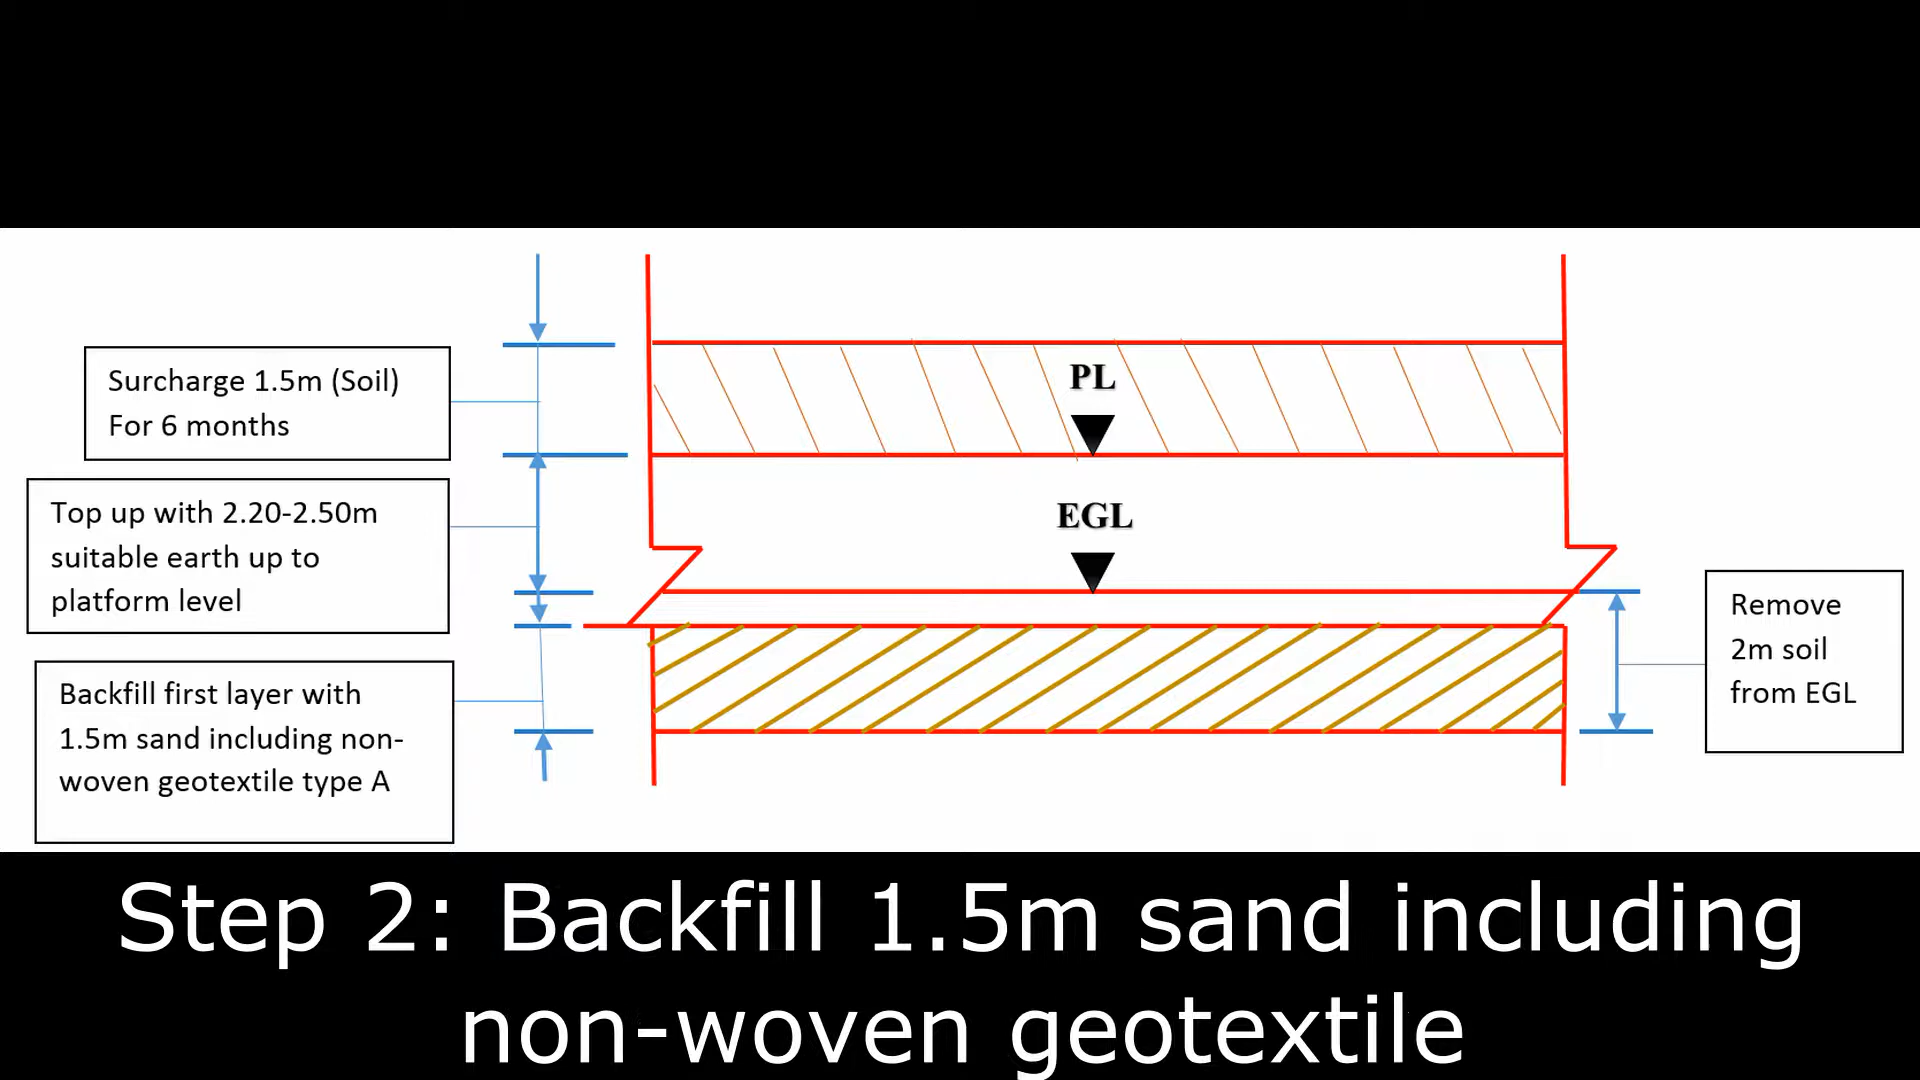 Surcharge 1.5m (Soil)
For 6 months
Top up with 2.20-2.50m
suitable earth up to
platform level
Backfill first layer with
1.5m sand including non-
woven geotextile type A
PL
EGL
Remove
2m soil
from EGL
Step 2: Backfill 1.5m sand including
non-woven geotextile